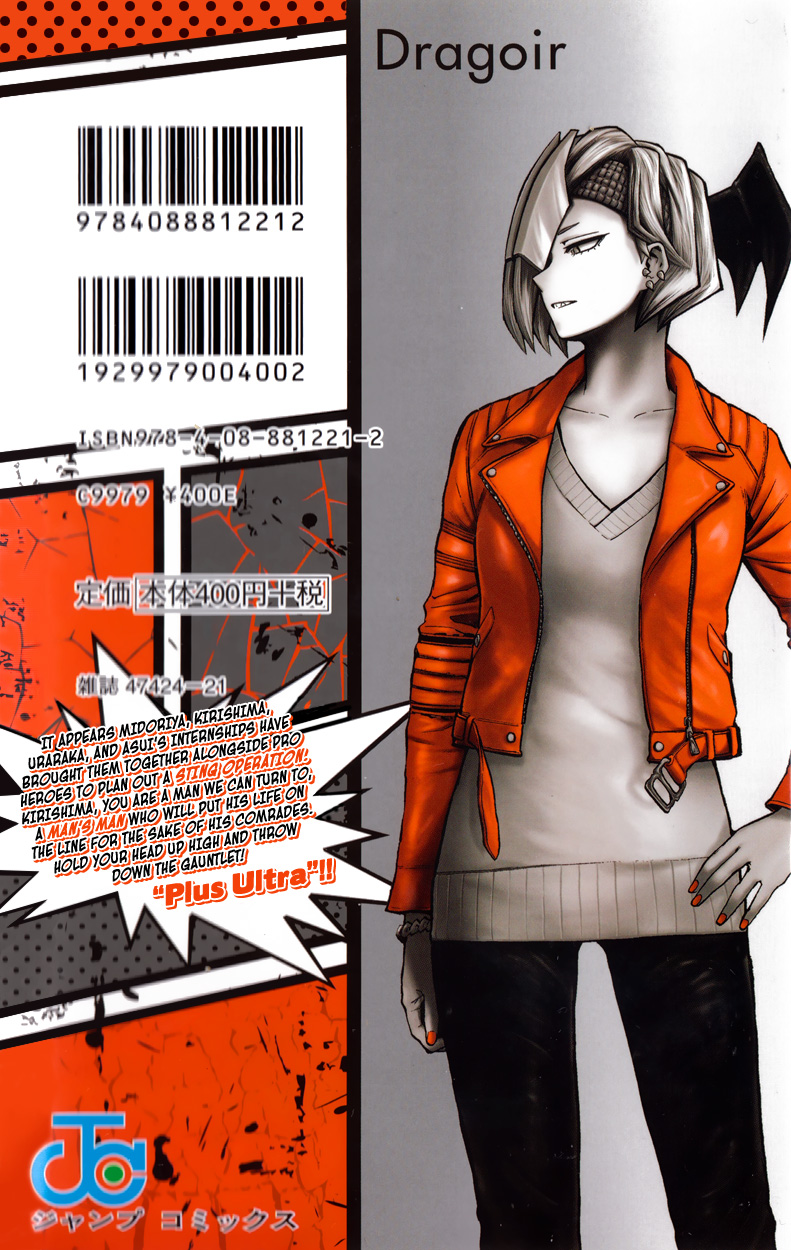 Dragoir
9784088812212
1929979004002
ISBN978-4-08-881221-2
C9979 ¥400E
定価 本体400円十税
雑誌 47424-21
IT APPEARS MIDORIYA, KIRISHIMA,
URARAKA, AND ASUI'S INTERNSHIPS HAVE
BROUGHT THEM TOGETHER ALONGSIDE PRO
HEROES TO PLAN OUT A STING OPERATION!
KIRISHIMA, YOU ARE A MAN WE CAN TURN TO,
A MAN'S MAN WHO WILL PUT HIS LIFE ON
THE LINE FOR THE SAKE OF HIS COMRADES.
HOLD YOUR HEAD UP HIGH AND THROW
DOWN THE GAUNTLET!
"Plus Ultra"!!
JC
ジャンプ コミックス